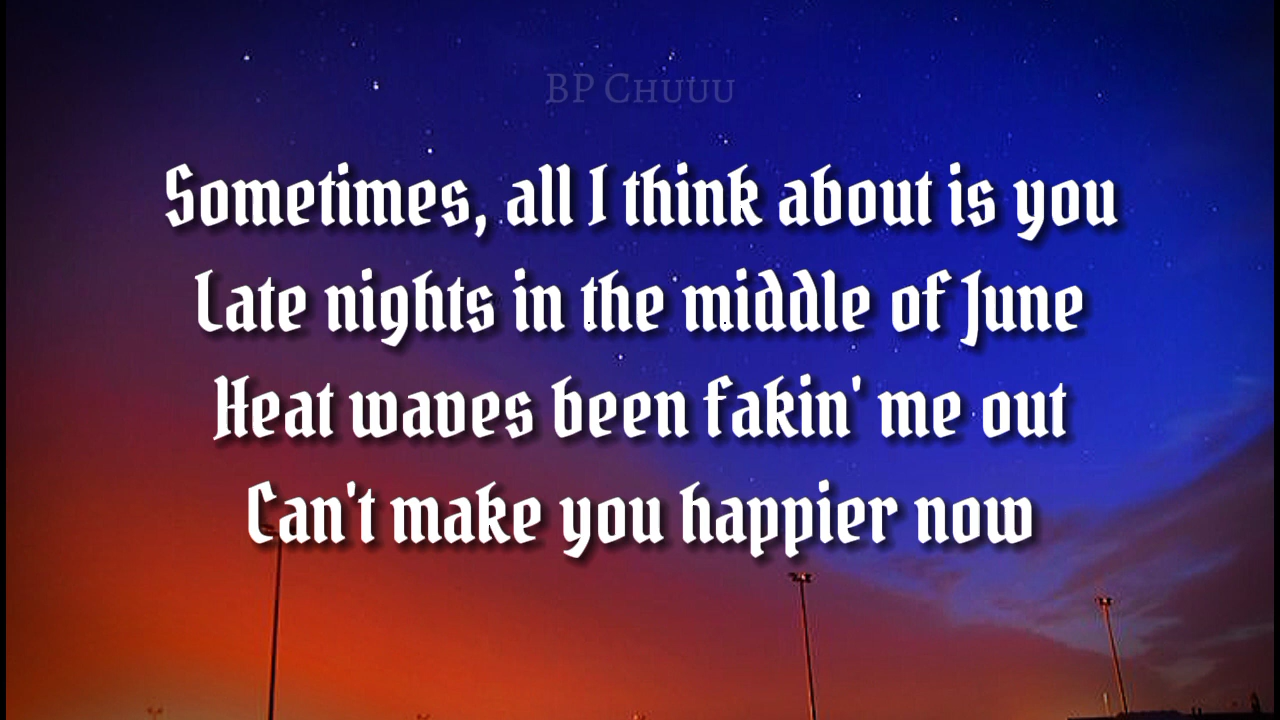 BP Chuuu
Sometimes, all I think about is you
Late nights in the middle of June
Heat waves been fakin' me out
Can't make you happier now